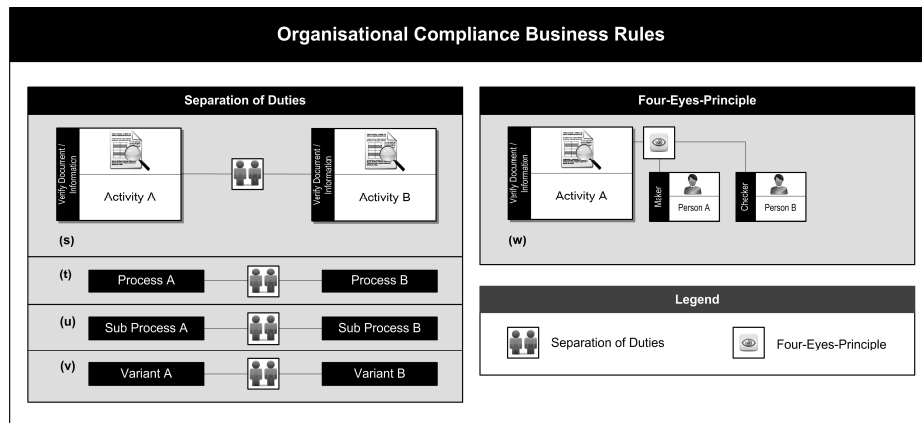 Organisational Compliance Business Rules
Separation of Duties
Verify Document /
Information
Activity A
Verify Document /
Information
Activity B
(s)
(t)
Process A
Process B
(u)
Sub Process A
Sub Process B
(v)
Variant A
Variant B
Four-Eyes-Principle
Verify Document /
Information
Activity A
Maker
Person A
Checker
Person B
(w)
Legend
Separation of Duties
Four-Eyes-Principle